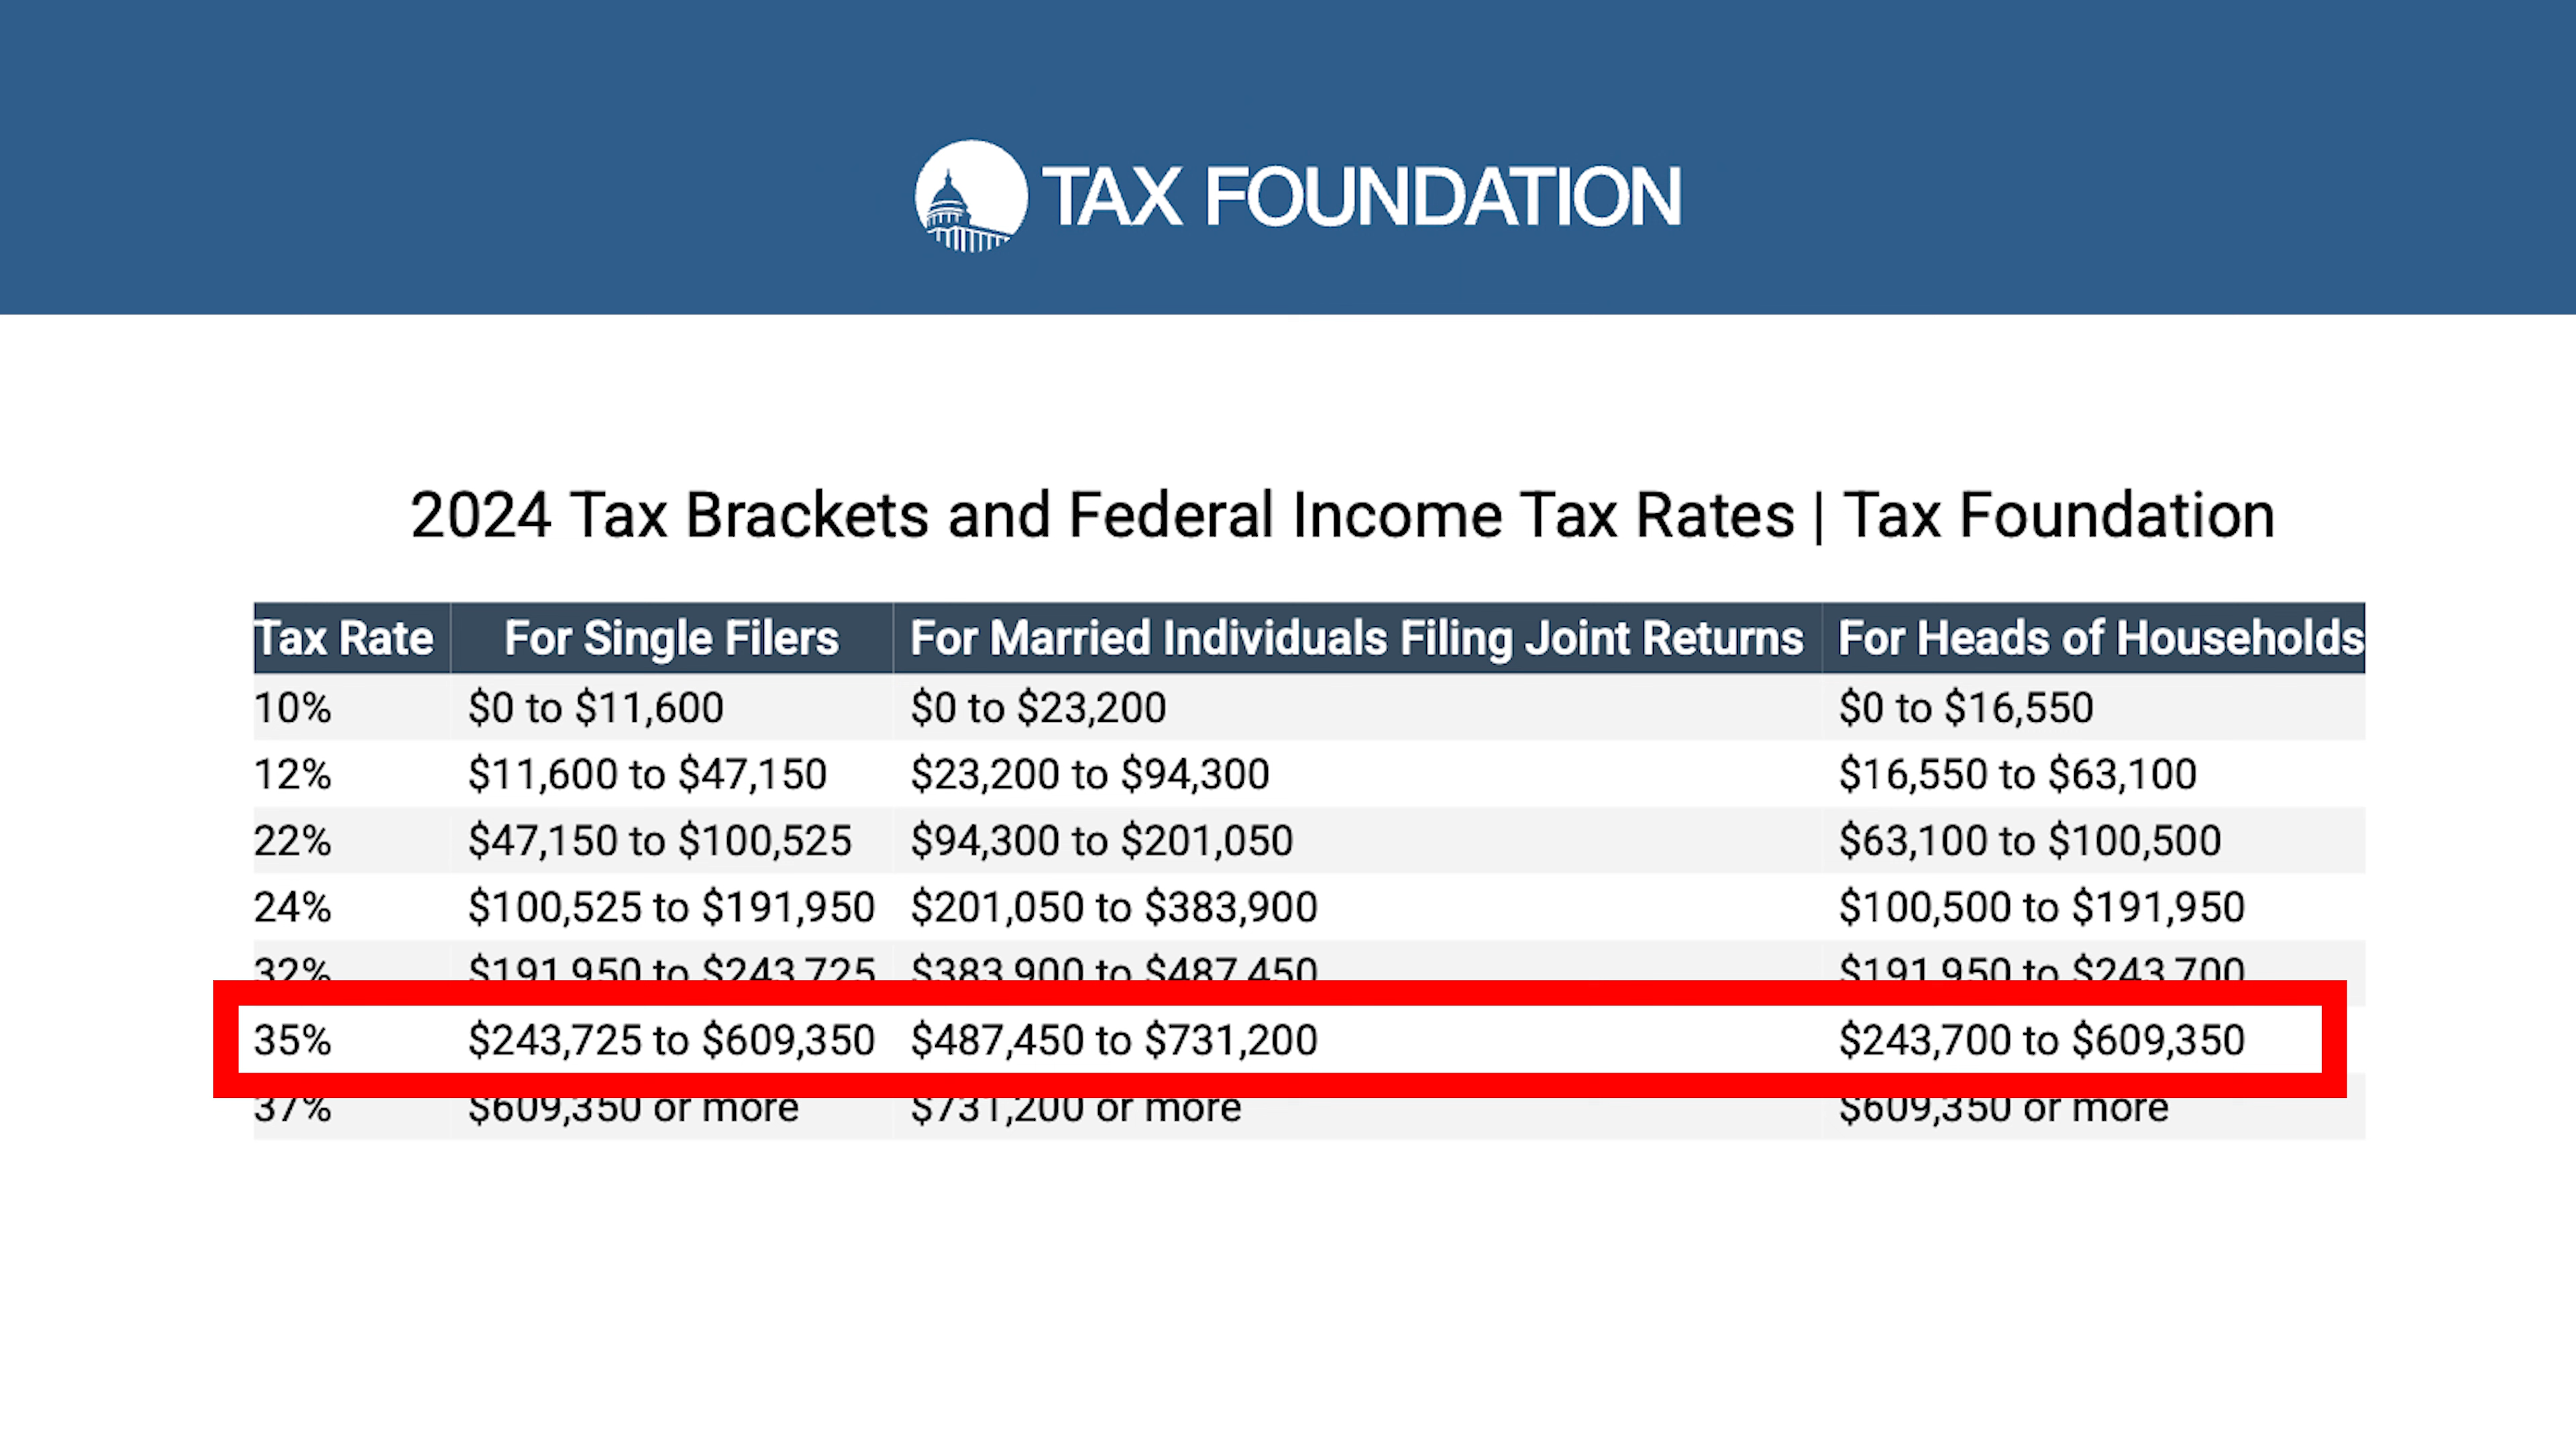 TAX FOUNDATION
2024 Tax Brackets and Federal Income Tax Rates | Tax Foundation
Tax Rate For Single Filers For Married Individuals Filing Joint Returns For Heads of Households
10% $0 to $11,600 $0 to $23,200 $0 to $16,550
12% $11,600 to $47,150 $23,200 to $94,300 $16,550 to $63,100
22% $47,150 to $100,525 $94,300 to $201,050 $63,100 to $100,500
24% $100,525 to $191,950 $201,050 to $383,900 $100,500 to $191,950
32% $191,950 to $243,725 $383,900 to $487,450 $191,950 to $243,700
35% $243,725 to $609,350 $487,450 to $731,200 $243,700 to $609,350
37% $609,350 or more $731,200 or more $609,350 or more